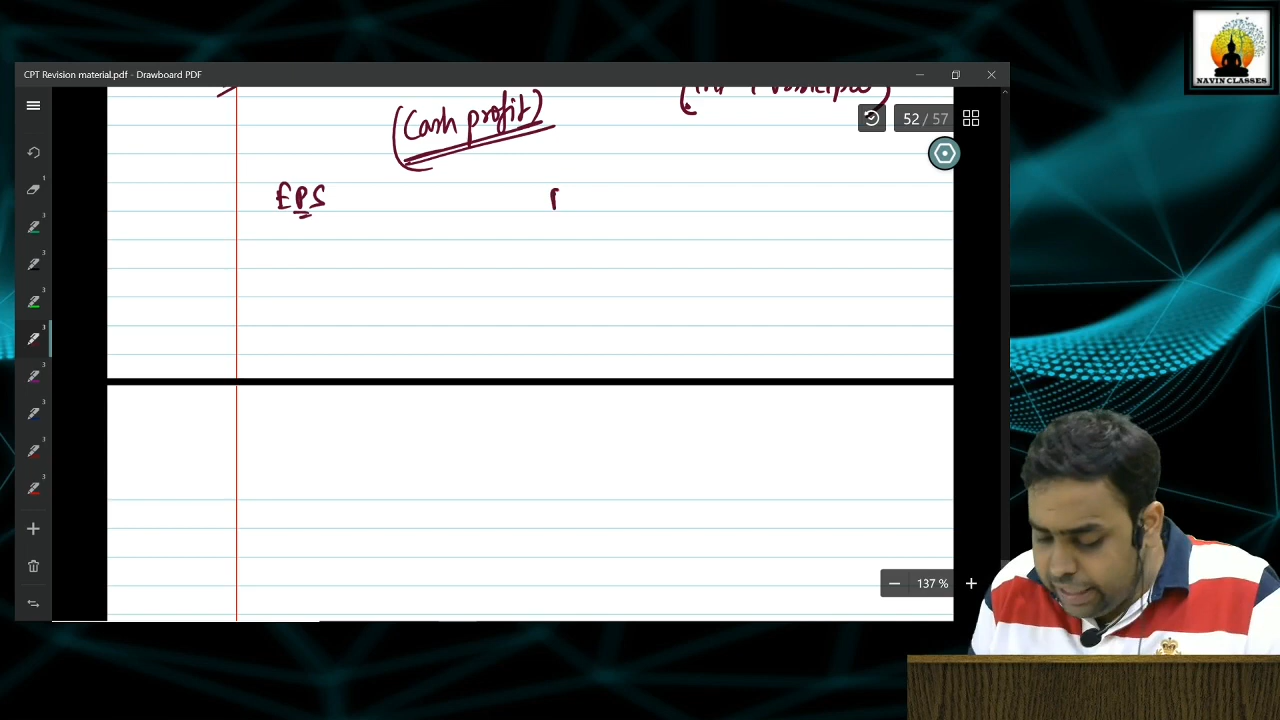 NAVIN CLASSES
CPT Revision material.pdf - Drawboard PDF
(Cash profit)
52 / 57
EPS
137 %